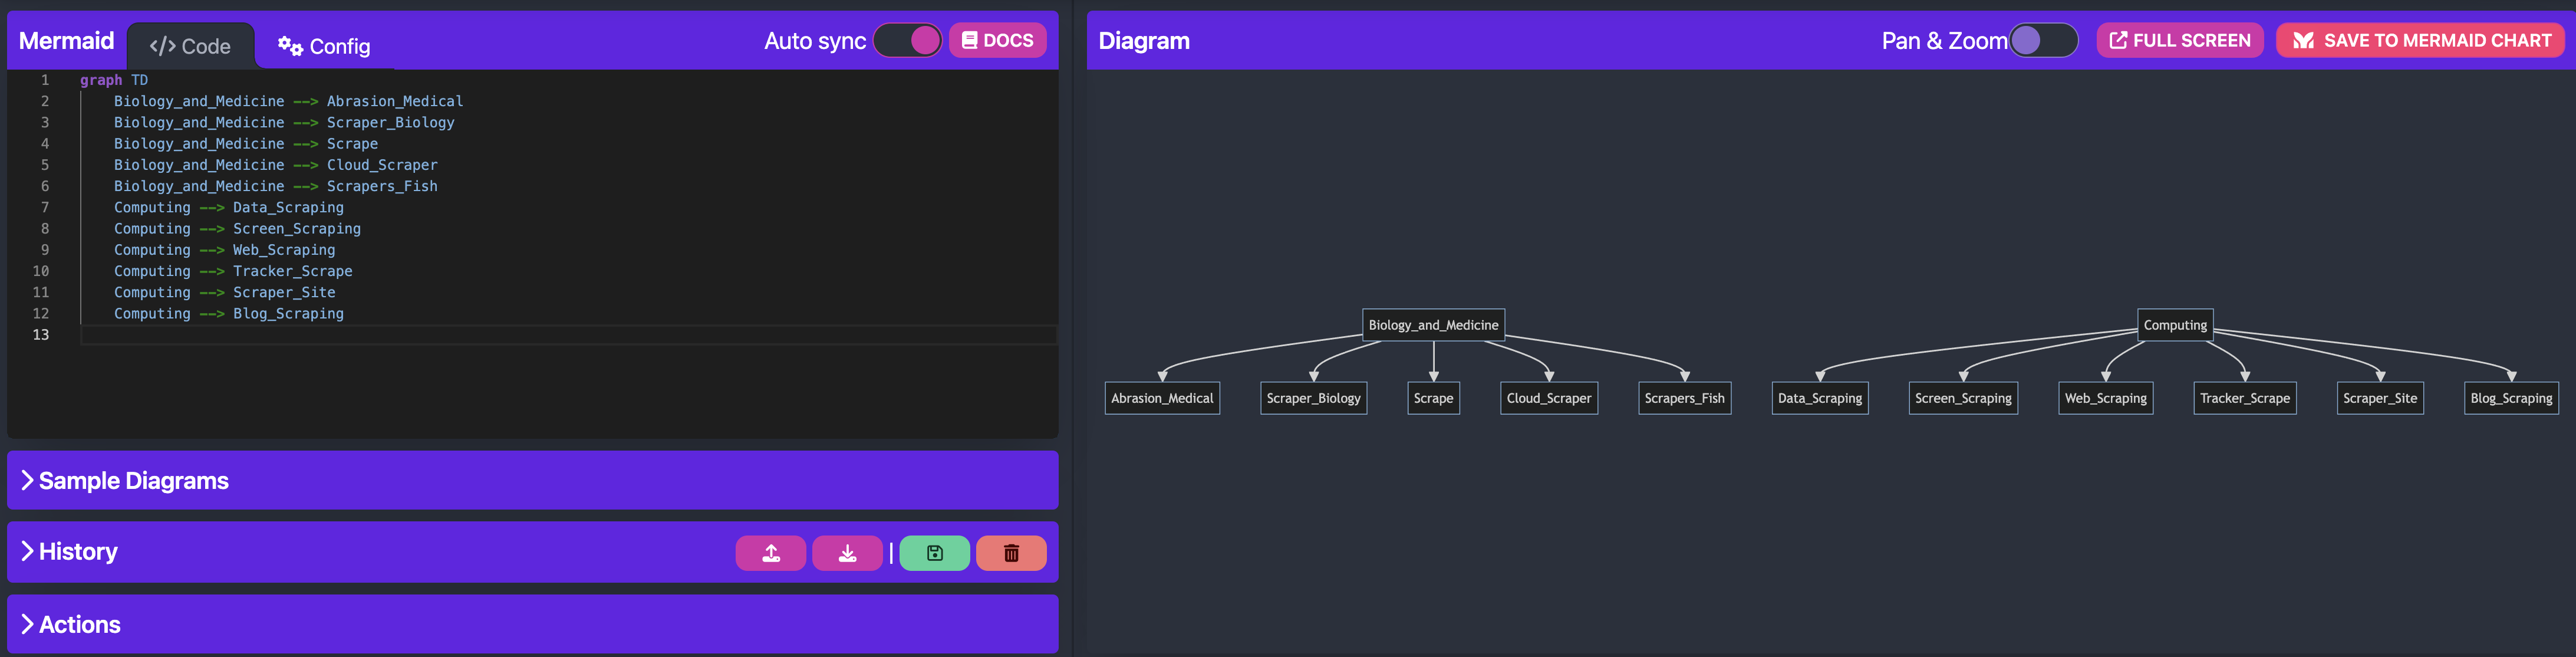 Mermaid
Code
Config
Auto sync
DOCS
1 graph TD
2 Biology_and_Medicine --> Abrasion_Medical
3 Biology_and_Medicine --> Scraper_Biology
4 Biology_and_Medicine --> Scrape
5 Biology_and_Medicine --> Cloud_Scraper
6 Biology_and_Medicine --> Scrapers_Fish
7 Computing --> Data_Scraping
8 Computing --> Screen_Scraping
9 Computing --> Web_Scraping
10 Computing --> Tracker_Scrape
11 Computing --> Scraper_Site
12 Computing --> Blog_Scraping
13
Sample Diagrams
History
Actions
Diagram
Pan & Zoom
FULL SCREEN
SAVE TO MERMAID CHART
Biology_and_Medicine
Computing
Abrasion_Medical
Scraper_Biology
Scrape
Cloud_Scraper
Scrapers_Fish
Data_Scraping
Screen_Scraping
Web_Scraping
Tracker_Scrape
Scraper_Site
Blog_Scraping